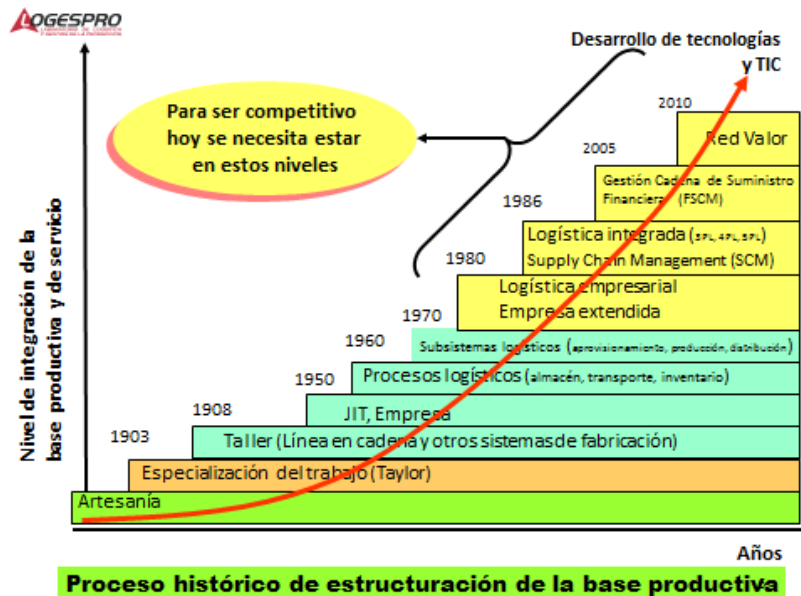 LOGESPRO
Desarrollo de tecnologías
y TIC
Para ser competitivo
hoy se necesita estar
en estos niveles
2010
Red Valor
2005
Gestión Cadena de Suministro
Financiera (FSCM)
1986
Logística integrada (3PL, 4PL, 5PL)
Supply Chain Management (SCM)
1980
Logística empresarial
Empresa extendida
1970
Subsistemas logísticos (aprovisionamiento, producción, distribución)
1960
Procesos logísticos (almacén, transporte, inventario)
1950
JIT, Empresa
1908
Taller (Línea en cadena y otros sistemas de fabricación)
1903
Especialización del trabajo (Taylor)
Artesanía
Nivel de integración de la
base productiva y de servicio
Años
Proceso histórico de estructuración de la base productiva